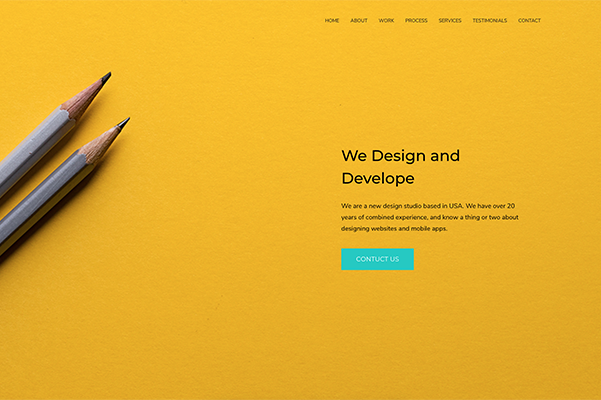 HOME ABOUT WORK PROCESS SERVICES TESTIMONIALS CONTACT
We Design and
Develope
We are a new design studio based in USA. We have over 20
years of combined experience, and know a thing or two about
designing websites and mobile apps.
CONTUCT US